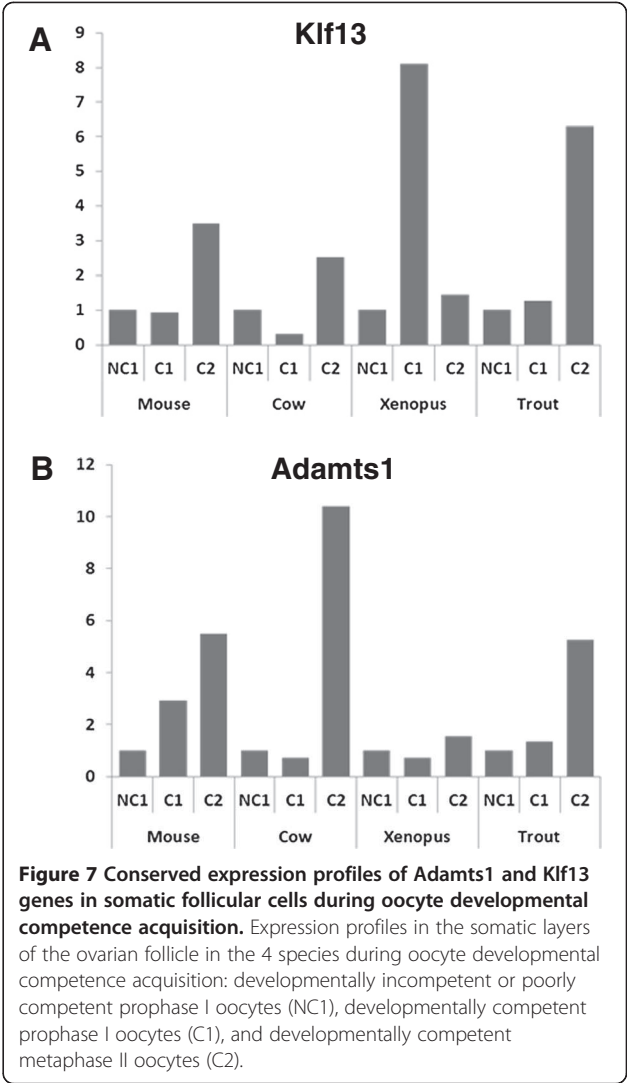 A
Klf13
9
8
7
6
5
4
3
2
1
0
NC1 C1 C2 NC1 C1 C2 NC1 C1 C2 NC1 C1 C2
Mouse Cow Xenopus Trout
B
Adamts1
12
10
8
6
4
2
0
NC1 C1 C2 NC1 C1 C2 NC1 C1 C2 NC1 C1 C2
Mouse Cow Xenopus Trout
Figure 7 Conserved expression profiles of Adamts1 and Klf13
genes in somatic follicular cells during oocyte developmental
competence acquisition. Expression profiles in the somatic layers
of the ovarian follicle in the 4 species during oocyte developmental
competence acquisition: developmentally incompetent or poorly
competent prophase I oocytes (NC1), developmentally competent
prophase I oocytes (C1), and developmentally competent
metaphase II oocytes (C2).